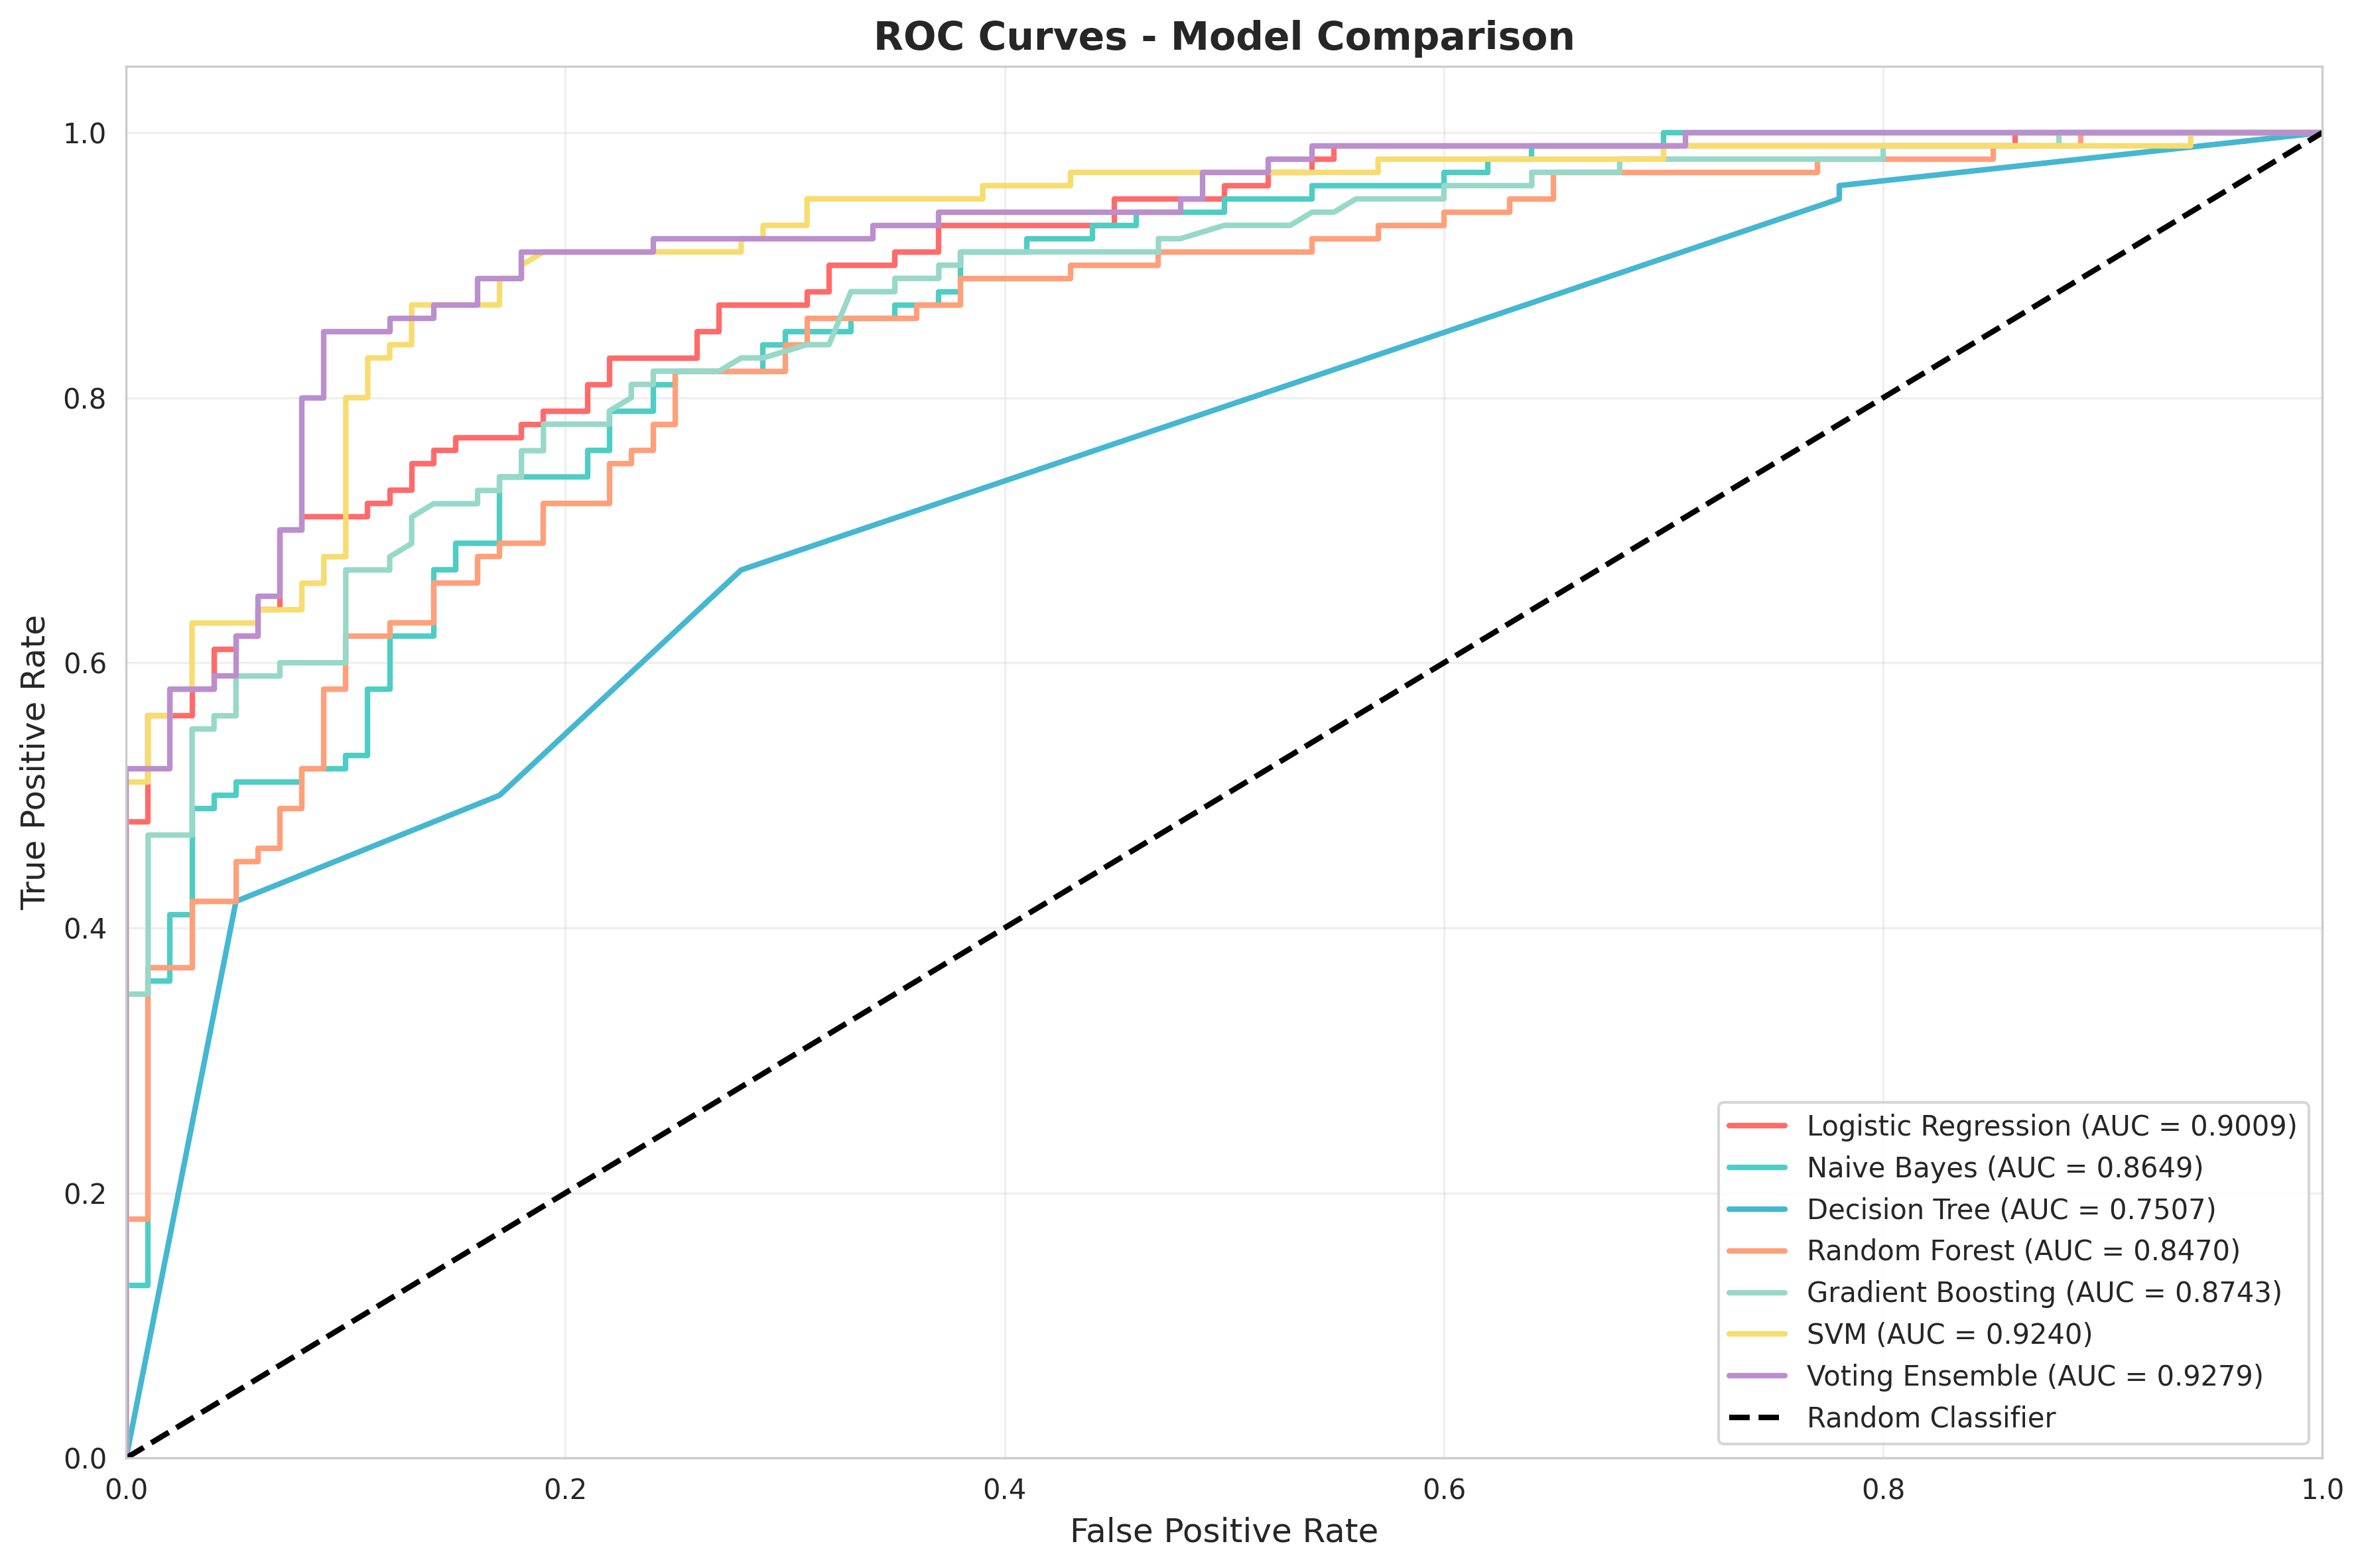 ROC Curves - Model Comparison
True Positive Rate
1.0
0.8
0.6
0.4
0.2
0.0
0.0 0.2 0.4 0.6 0.8 1.0
False Positive Rate
Logistic Regression (AUC = 0.9009)
Naive Bayes (AUC = 0.8649)
Decision Tree (AUC = 0.7507)
Random Forest (AUC = 0.8470)
Gradient Boosting (AUC = 0.8743)
SVM (AUC = 0.9240)
Voting Ensemble (AUC = 0.9279)
Random Classifier